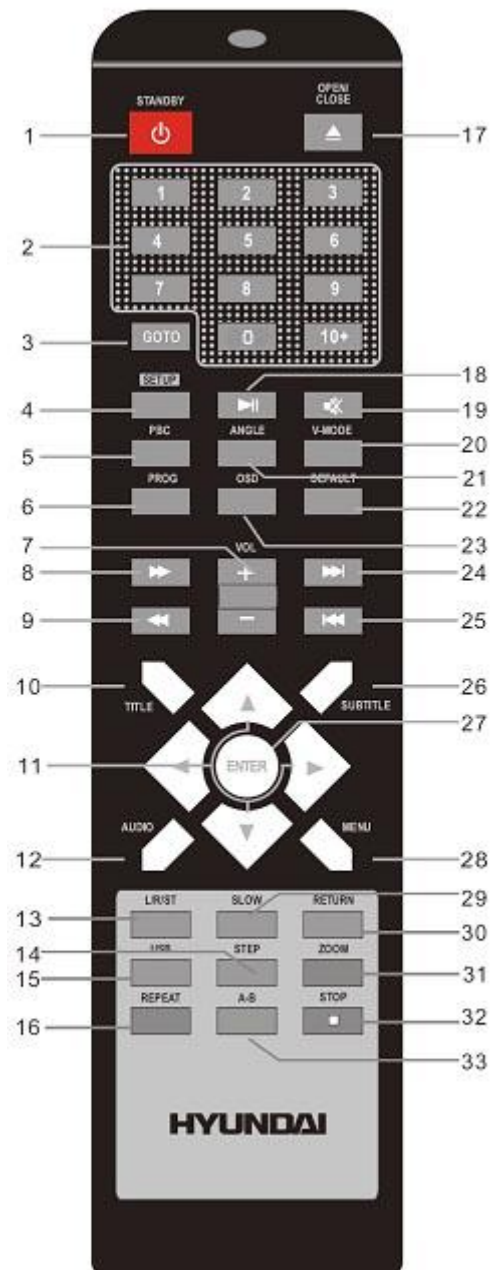 OPEN/
STANDBY CLOSE
1 17
1 2 3
2 4 5 6
7 8 9
3 GOTO 0 10+
18
SETUP
4 19
PBC ANGLE V-MODE
5 20
21
PROG OSD DEFAULT
6 22
23
7 VOL
8 + 24
9 − 25
10 TITLE SUBTITLE 26
27
11 ENTER
AUDIO MENU
12 28
L/R/ST SLOW RETURN 29
13 30
14 USB STEP ZOOM
15 31
REPEAT A-B STOP
16 32
33
HYUNDAI